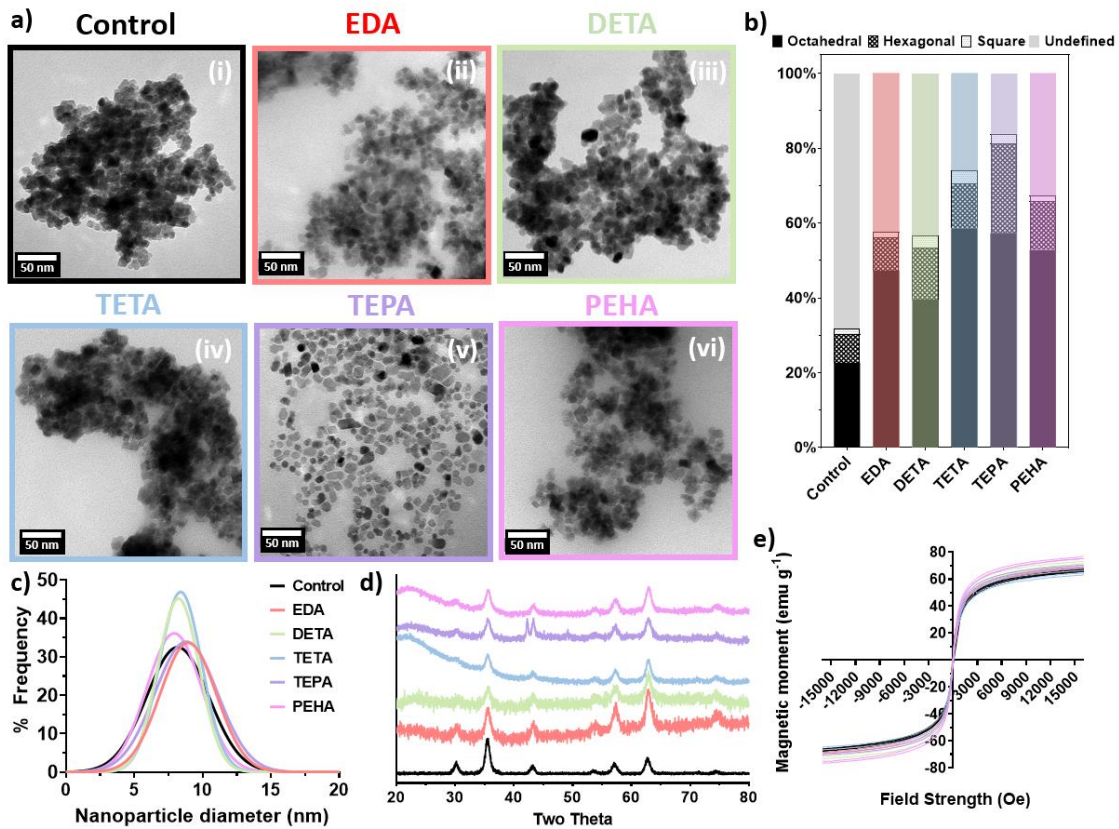 a)
Control
EDA
DETA
(i)
(ii)
(iii)
50 nm
50 nm
50 nm
TETA
TEPA
PEHA
(iv)
(v)
(vi)
50 nm
50 nm
50 nm
b)
Octahedral Hexagonal Square Undefined
100%
80%
60%
40%
20%
0%
Control
EDA
DETA
TETA
TEPA
PEHA
c)
50
40
30
20
10
0
% Frequency
0 5 10 15 20
Nanoparticle diameter (nm)
Control
EDA
DETA
TETA
TEPA
PEHA
d)
20 30 40 50 60 70 80
Two Theta
e)
Magnetic moment (emu g-1)
80
60
40
20
-20
-40
-60
-80
-15000
-12000
-9000
-6000
-3000
3000
6000
9000
12000
15000
Field Strength (Oe)